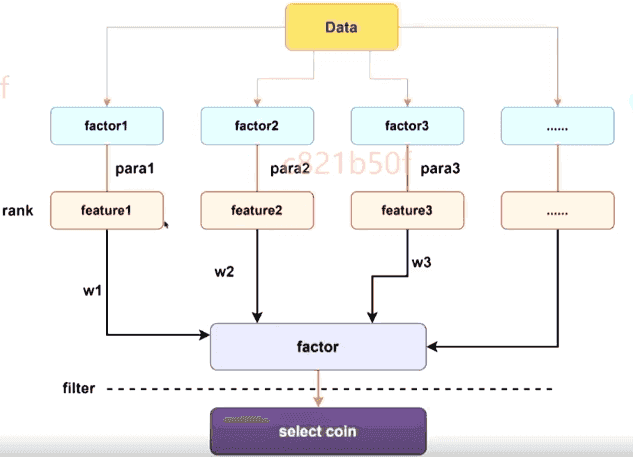 Data
factor1
factor2
factor3
......
para1
para2
para3
c821b50f
f
rank
feature1
feature2
feature3
......
w1
w2
w3
factor
filter
select coin